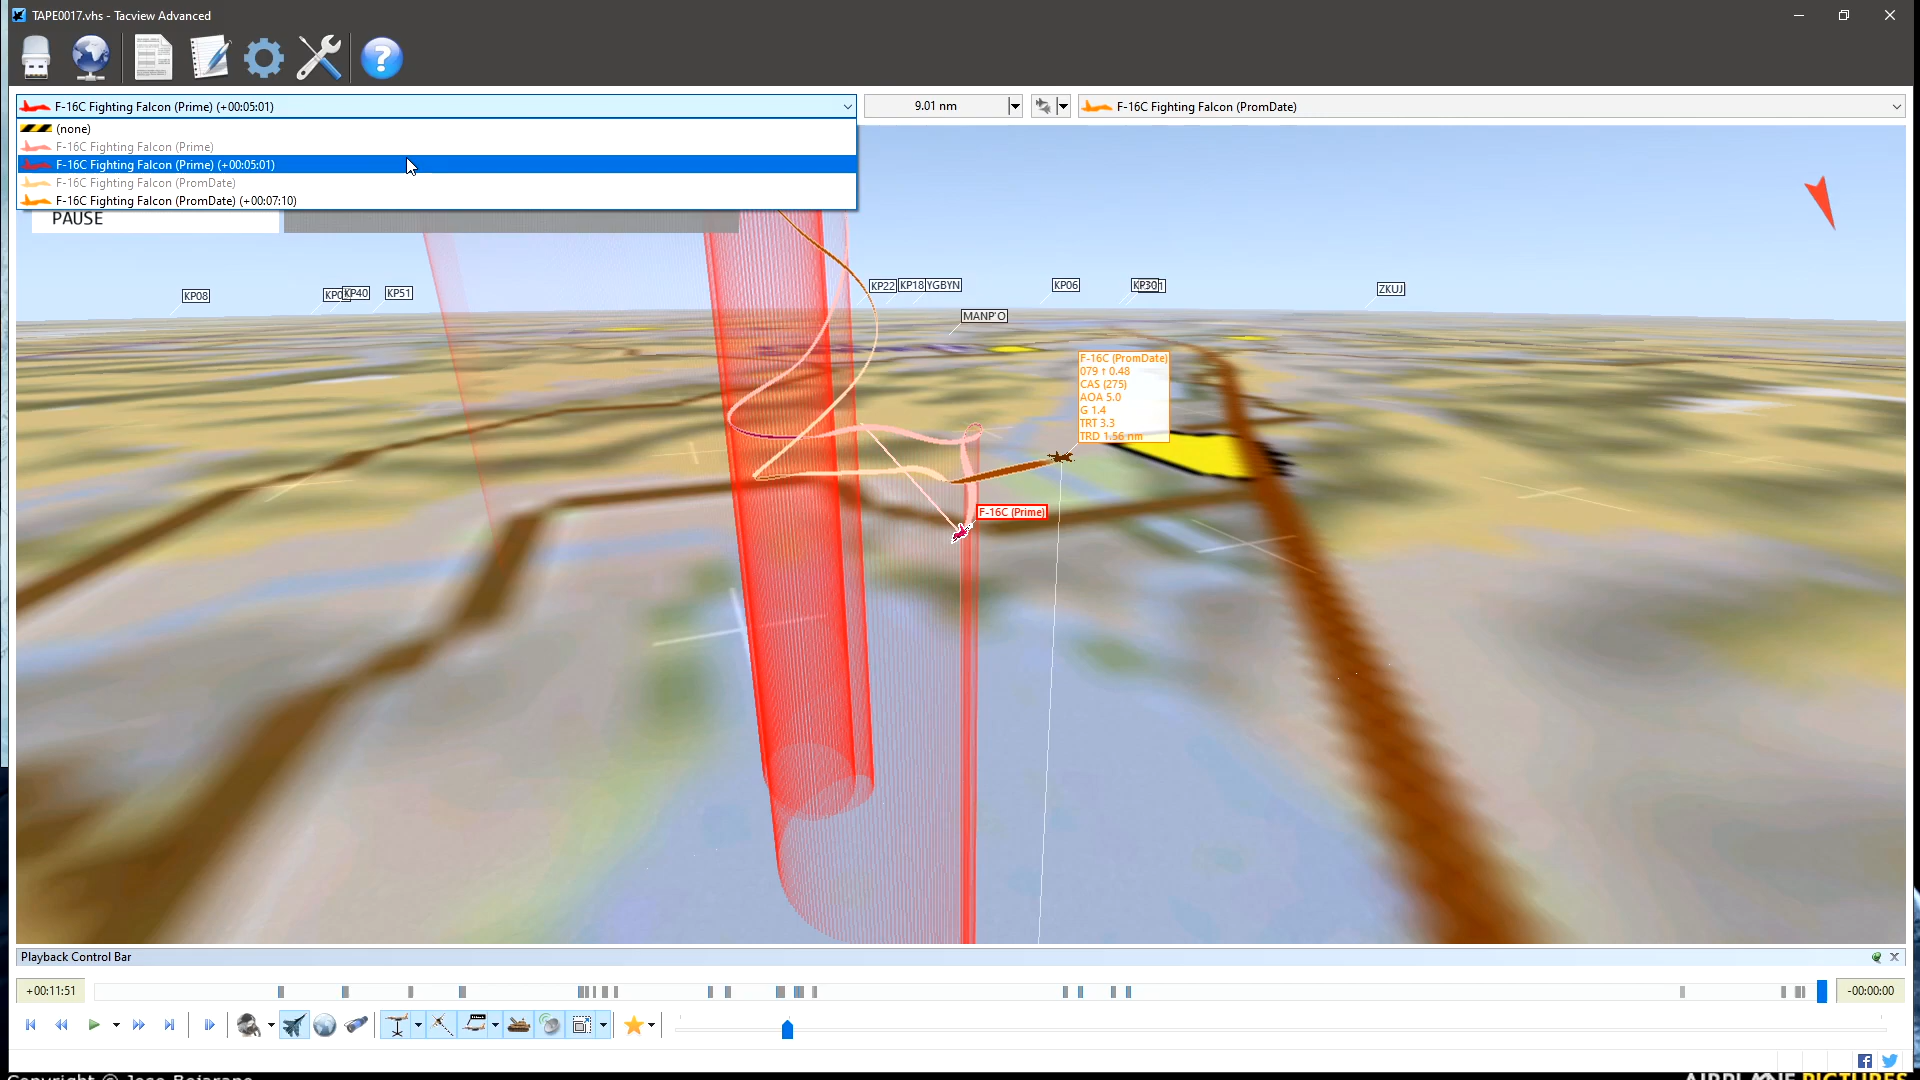 TAPE0017.vhs - Tacview Advanced
F-16C Fighting Falcon (Prime) (+00:05:01)
9.01 nm
F-16C Fighting Falcon (PromDate)
(none)
F-16C Fighting Falcon (Prime)
F-16C Fighting Falcon (Prime) (+00:05:01)
F-16C Fighting Falcon (PromDate)
F-16C Fighting Falcon (PromDate) (+00:07:10)
PAUSE
KP08
KP40
KP51
KP22
KP18
YGBYN
KP06
KP30
ZKUJ
MANP'O
F-16C (PromDate)
079 ↑ 0.48
CAS (275)
AOA 5.0
G 1.4
TRT 3.3
TRD 1.56 nm
F-16C (Prime)
Playback Control Bar
+00:11:51
-00:00:00